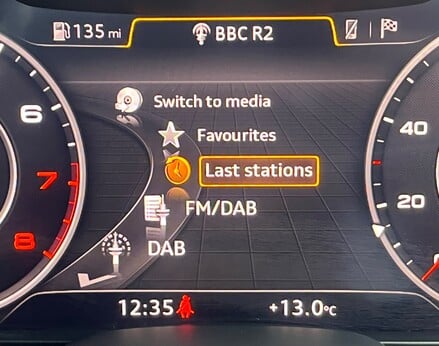 135 mi
BBC R2
Switch to media
Favourites
Last stations
FM/DAB
DAB
6
7
8
40
20
12:35
+13.0°C